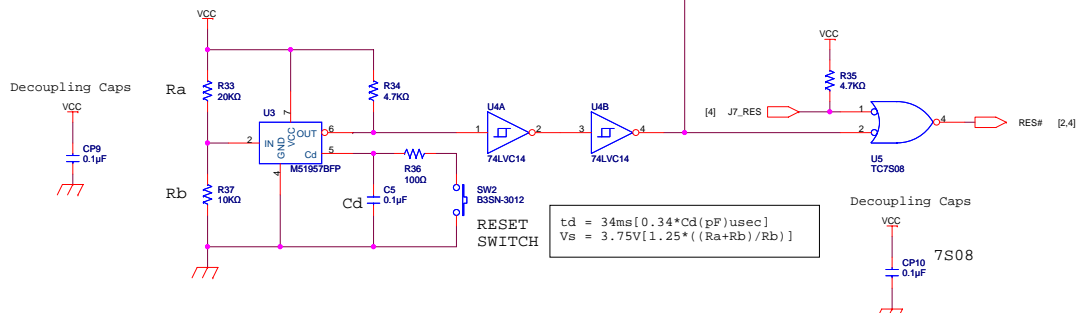 VCC
Decoupling Caps
VCC
CP9
0.1µF
Ra
R33
20KΩ
Rb
R37
10KΩ
U3
7
VCC
OUT
6
2
IN
GND
Cd
5
4
M51957BFP
R34
4.7KΩ
R36
100Ω
Cd
C5
0.1µF
SW2
B3SN-3012
RESET
SWITCH
U4A
1
2
74LVC14
U4B
3
4
74LVC14
td = 34ms[0.34*Cd(pF)usec]
Vs = 3.75V[1.25*((Ra+Rb)/Rb)]
VCC
R35
4.7KΩ
[4]
J7_RES
1
2
4
RES#
[2,4]
U5
TC7S08
Decoupling Caps
VCC
CP10
0.1µF
7S08